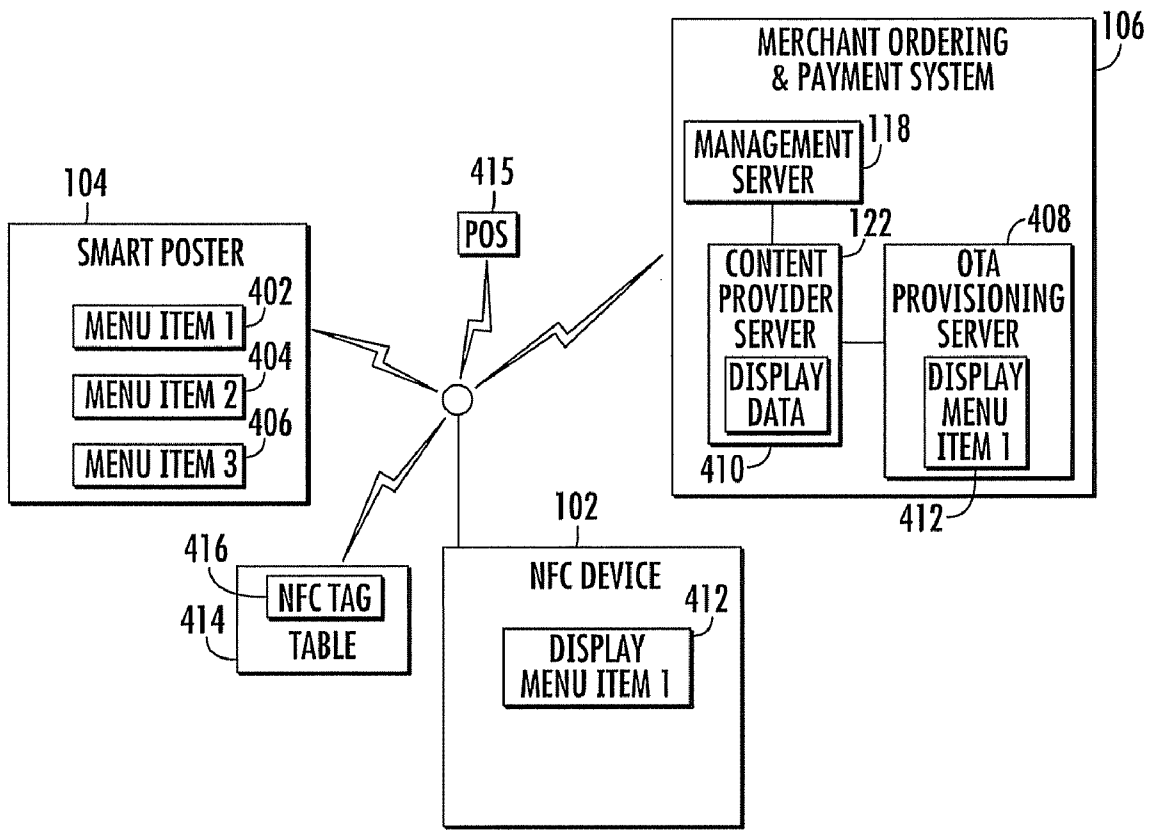 106
MERCHANT ORDERING
& PAYMENT SYSTEM
MANAGEMENT
SERVER
118
104
415
POS
SMART POSTER
402
MENU ITEM 1
404
MENU ITEM 2
406
MENU ITEM 3
122
408
CONTENT
PROVIDER
SERVER
DISPLAY
DATA
410
OTA
PROVISIONING
SERVER
DISPLAY
MENU
ITEM 1
412
416
NFC TAG
414
TABLE
102
NFC DEVICE
412
DISPLAY
MENU ITEM 1